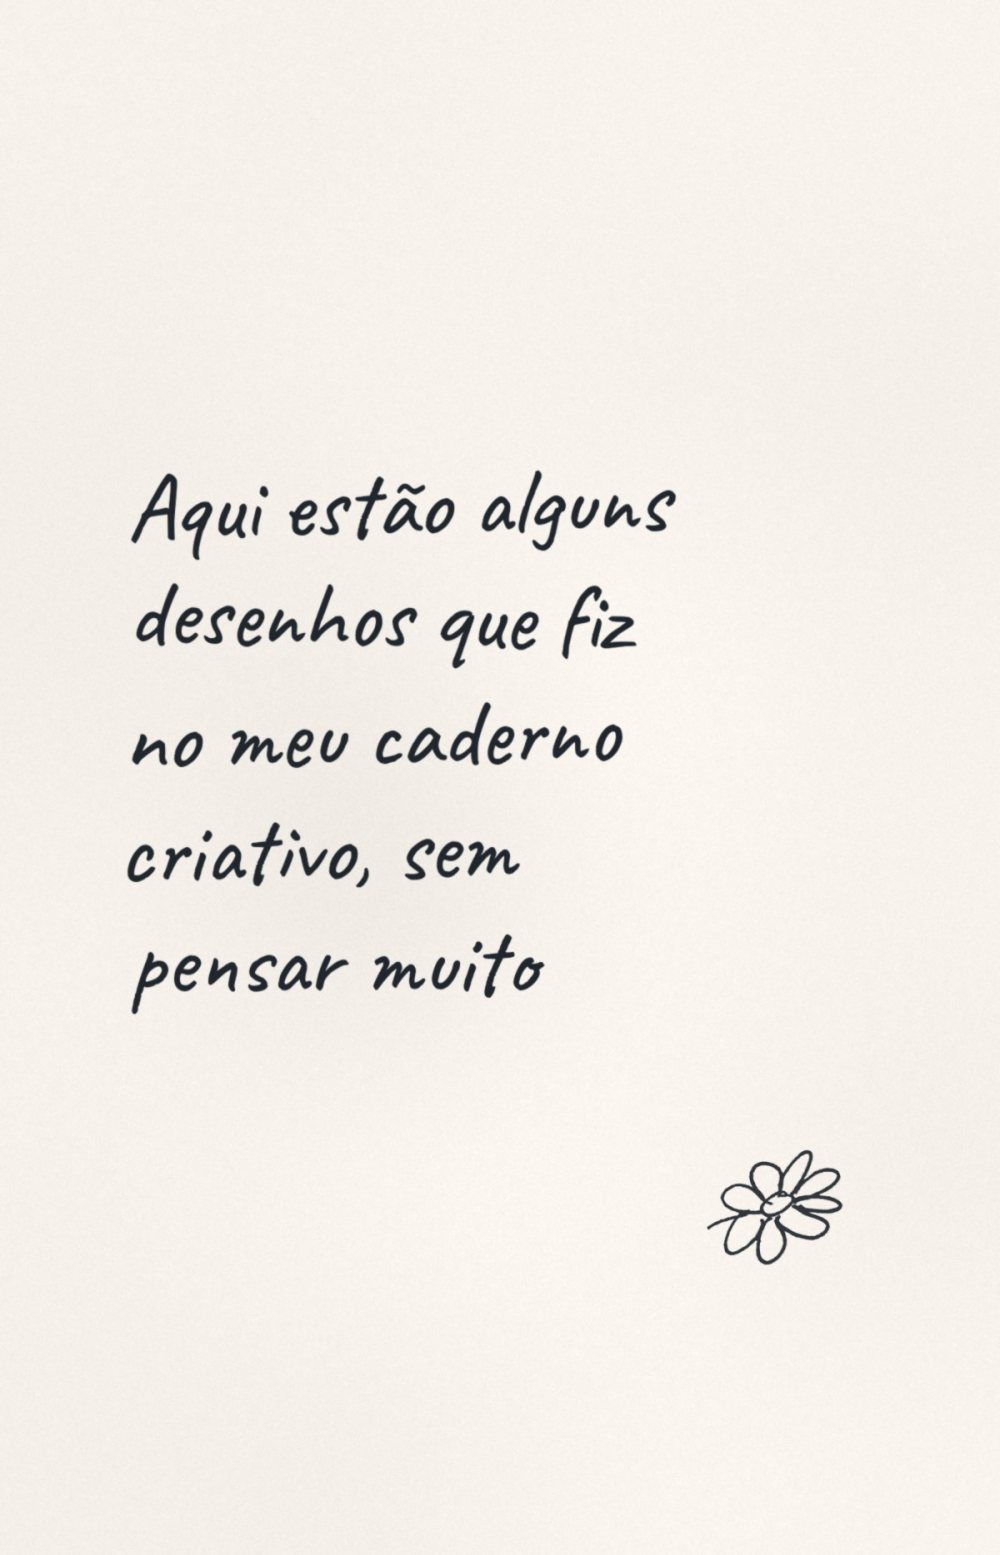 Aqui estão alguns
desenhos que fiz
no meu caderno
criativo, sem
pensar muito